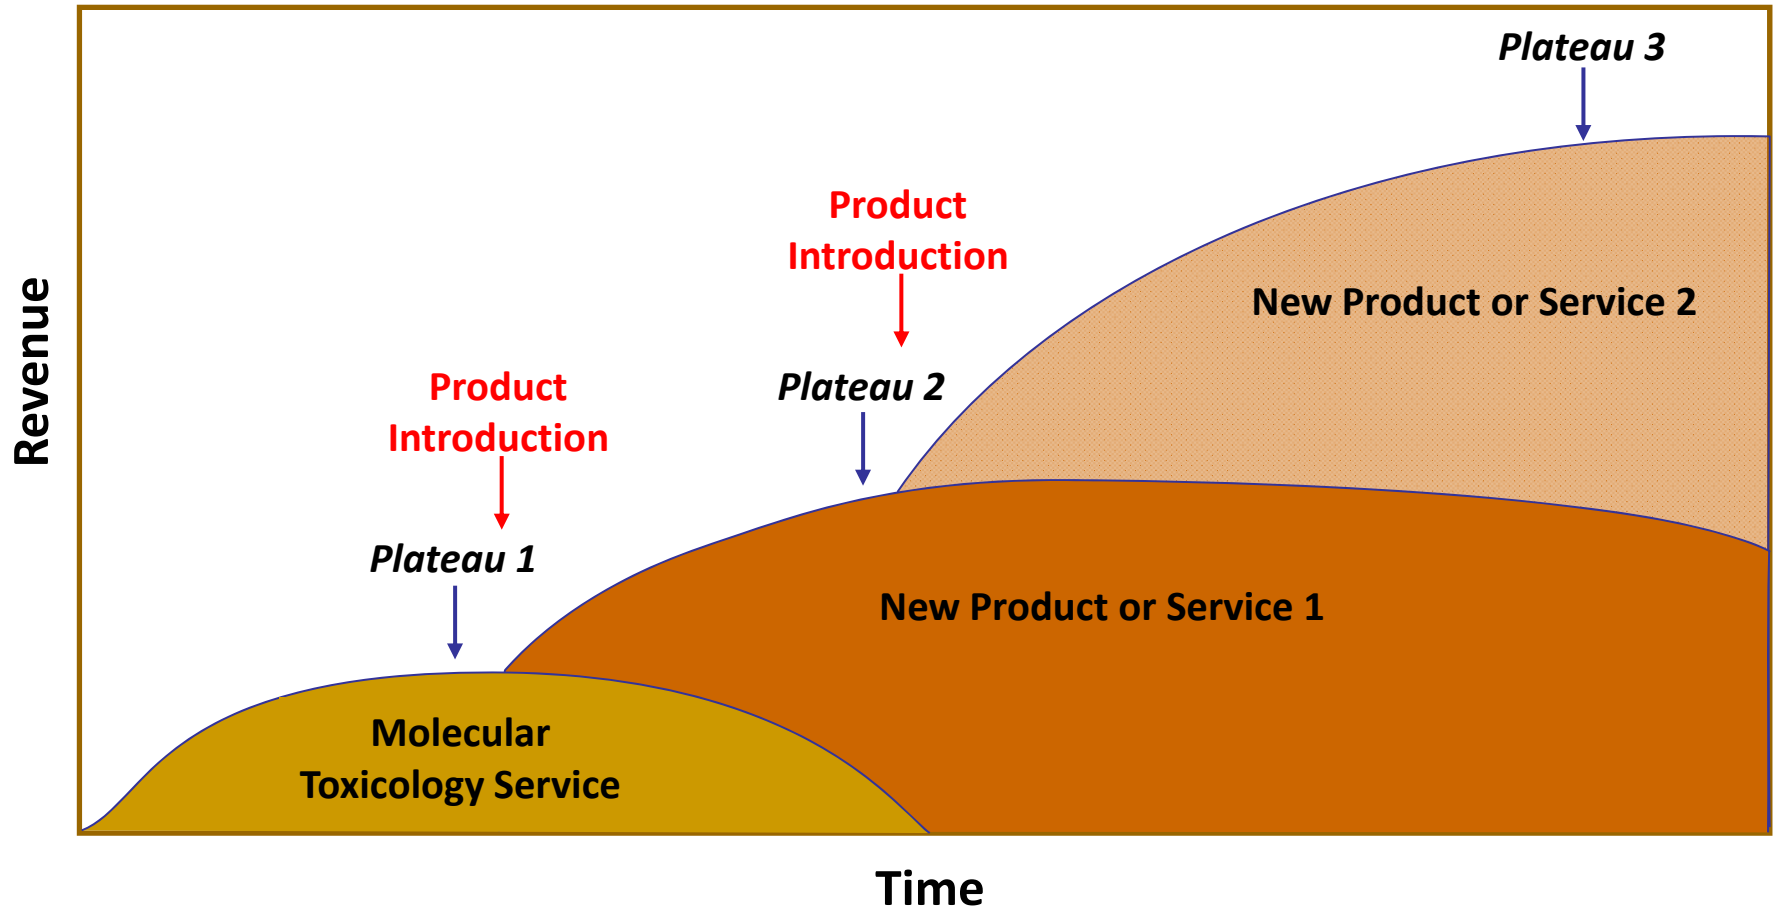 Plateau 3
Product
Introduction
New Product or Service 2
Revenue
Product
Introduction
Plateau 2
Plateau 1
New Product or Service 1
Molecular
Toxicology Service
Time